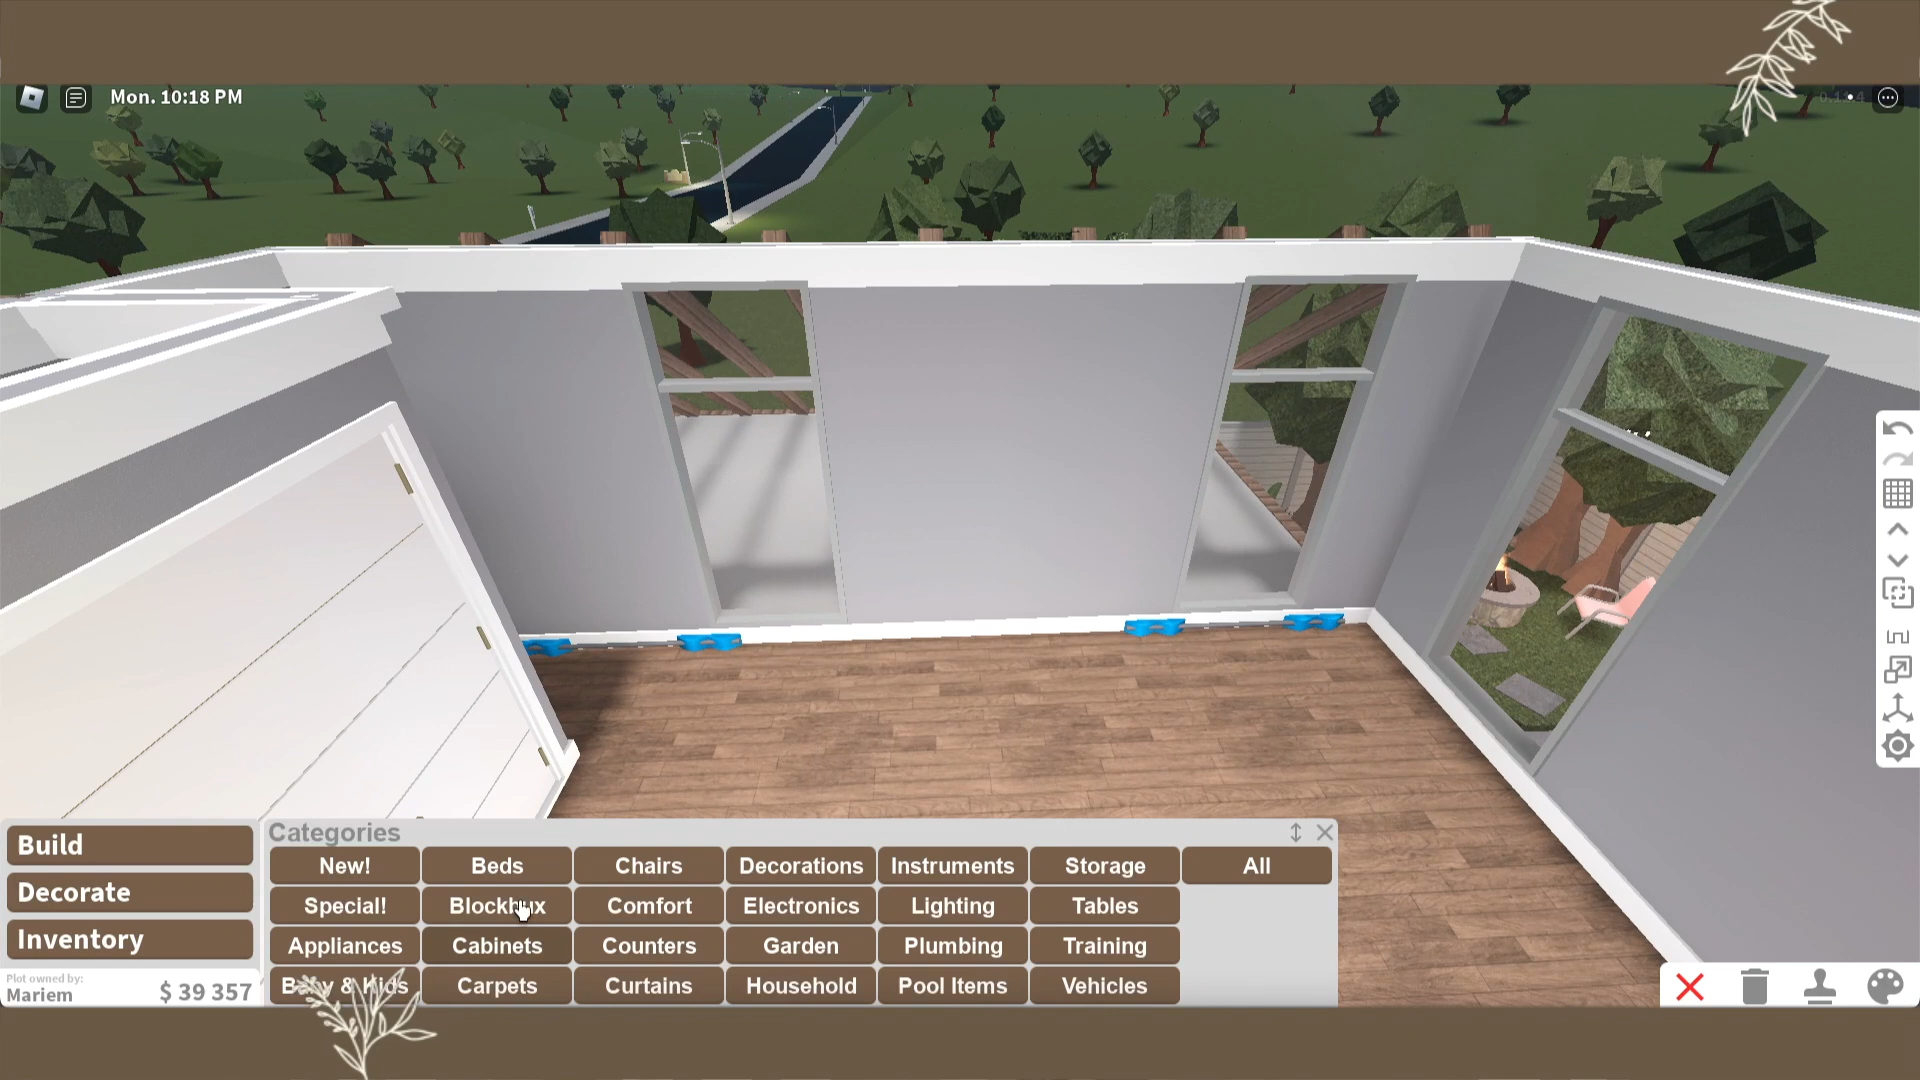 Mon. 10:18 PM
Build
Decorate
Inventory
Plot owned by:
Mariem
$ 39 357
Categories
New! Beds Chairs Decorations Instruments Storage All
Special! Blockbux Comfort Electronics Lighting Tables
Appliances Cabinets Counters Garden Plumbing Training
Baby & Kids Carpets Curtains Household Pool Items Vehicles